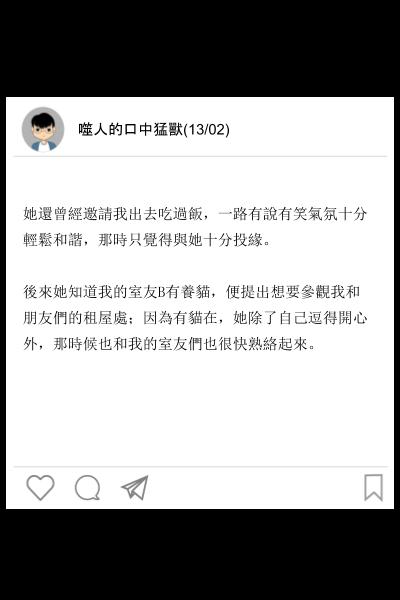 噬人的口中猛獸(13/02)
她還曾經邀請我出去吃過飯，一路有說有笑氣氛十分
輕鬆和諧，那時只覺得與她十分投緣。
後來她知道我的室友B有養貓，便提出想要參觀我和
朋友們的租屋處；因為有貓在，她除了自己逗得開心
外，那時候也和我的室友們也很快熟絡起來。